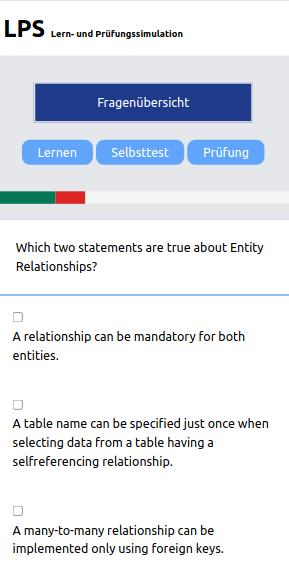 LPS Lern- und Prüfungssimulation
Fragenübersicht
Lernen Selbsttest Prüfung
Which two statements are true about Entity
Relationships?
A relationship can be mandatory for both
entities.
A table name can be specified just once when
selecting data from a table having a
selfreferencing relationship.
A many-to-many relationship can be
implemented only using foreign keys.